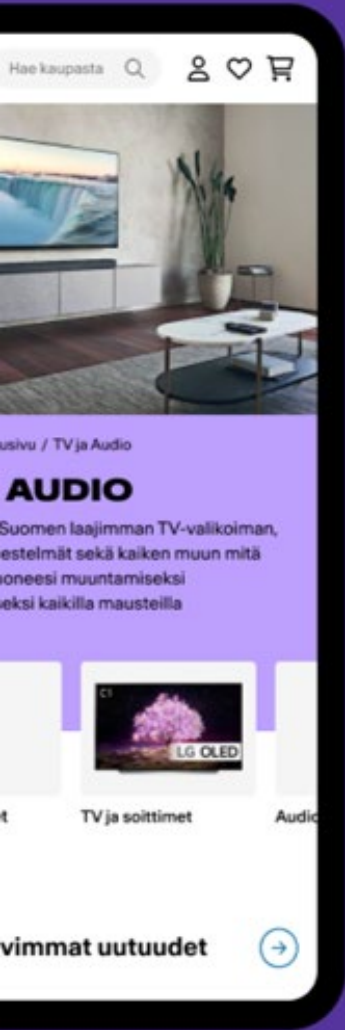 Hae kaupasta
usivu / TV ja Audio
AUDIO
Suomen laajimman TV-valikoiman,
estelmät sekä kaiken muun mitä
oneesi muuntamiseksi
seksi kaikilla mausteilla
C1
LG OLED
t
TV ja soittimet
Audio
vimmat uutuudet